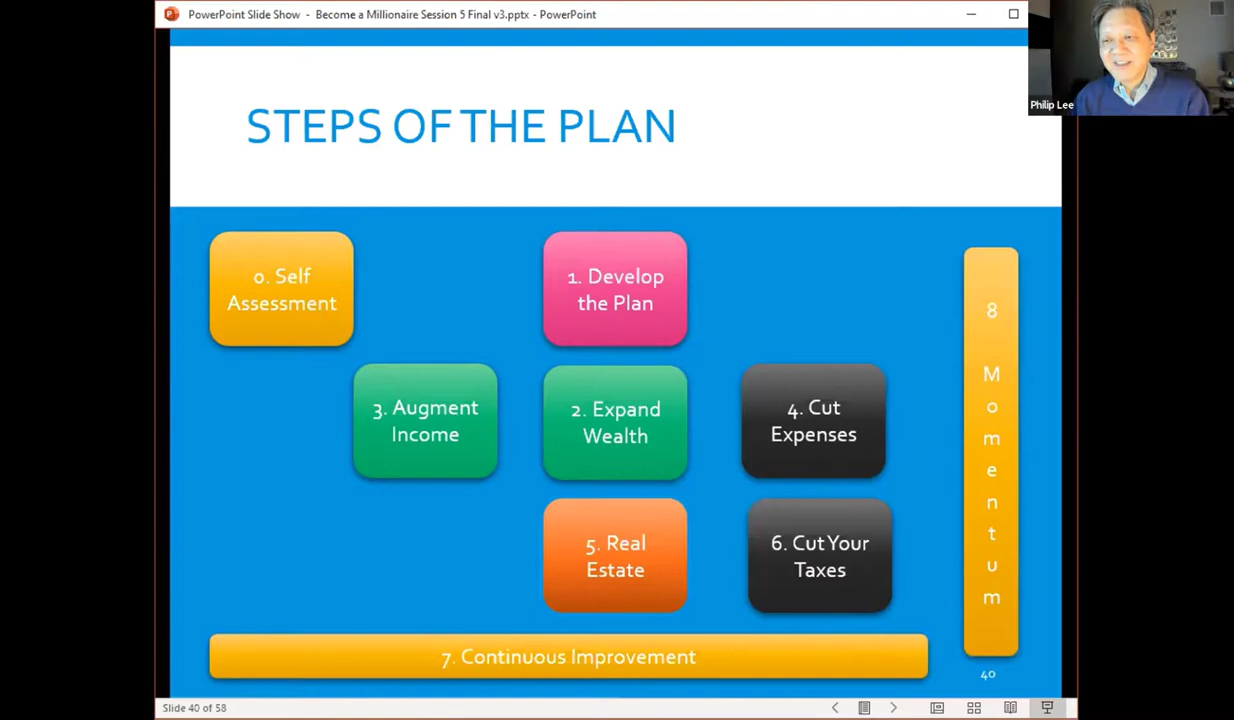 PowerPoint Slide Show - Become a Millionaire Session 5 Final v3.pptx - PowerPoint
Philip Lee
STEPS OF THE PLAN
0. Self
Assessment
1. Develop
the Plan
3. Augment
Income
2. Expand
Wealth
4. Cut
Expenses
5. Real
Estate
6. Cut Your
Taxes
8
Momentum
7. Continuous Improvement
40
Slide 40 of 58